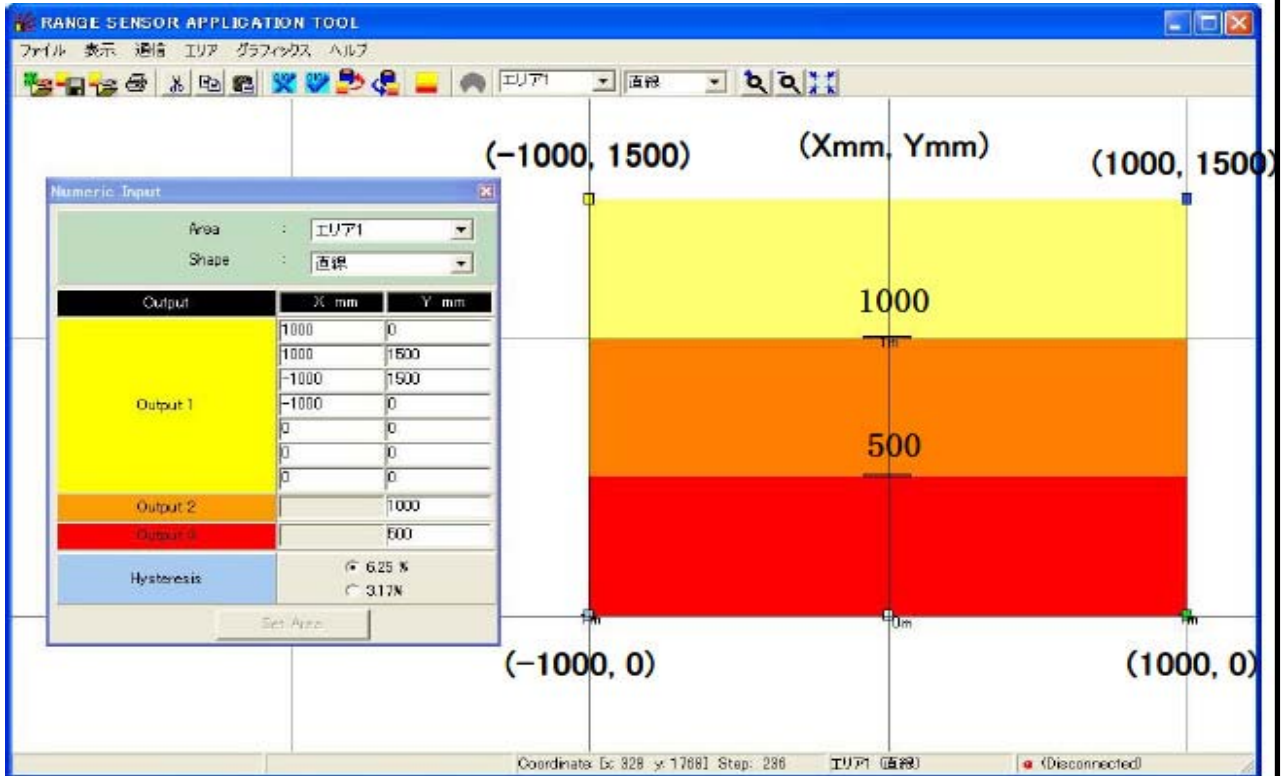 RANGE SENSOR APPLICATION TOOL
ファイル 表示 通信 エリア グラフィックス ヘルプ
エリア1 直線
(-1000, 1500) (Xmm, Ymm) (1000, 1500)
Numeric Input
Area : エリア1
Shape : 直線
Output X mm Y mm
1000 0
1000 1500
-1000 1500
Output 1 -1000 0
0 0
0 0
0 0
Output 2 1000
Output 3 500
Hysteresis 6.25 %
3.17%
Set Area
1000
1m
500
0m
(-1000, 0) (1000, 0)
Coordinate [x: 328 y: 1768] Step: 236 エリア1 (直線) (Disconnected)